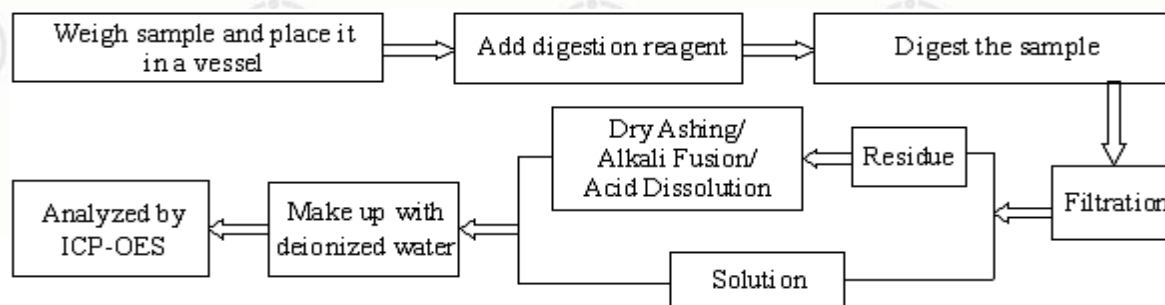 Weigh sample and place it
in a vessel
Add digestion reagent
Digest the sample
Filtration
Residue
Dry Ashing/
Alkali Fusion/
Acid Dissolution
Solution
Make up with
deionized water
Analyzed by
ICP-OES